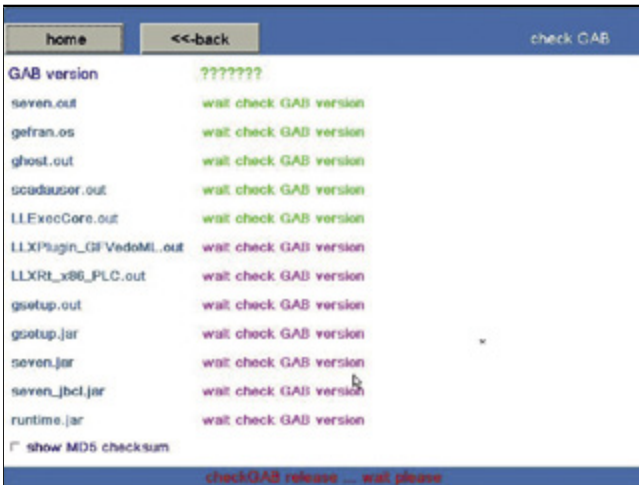 home <<-back check GAB
GAB version ???????
seven.out wait check GAB version
gefran.os wait check GAB version
ghost.out wait check GAB version
scadauser.out wait check GAB version
LLExecCore.out wait check GAB version
LLXPlugin_GFVedoML.out wait check GAB version
LLXRt_x86_PLC.out wait check GAB version
gsetup.out wait check GAB version
gsetup.jar wait check GAB version
seven.jar wait check GAB version
seven_jbcl.jar wait check GAB version
runtime.jar wait check GAB version
show MD5 checksum
checkGAB release ... wait please